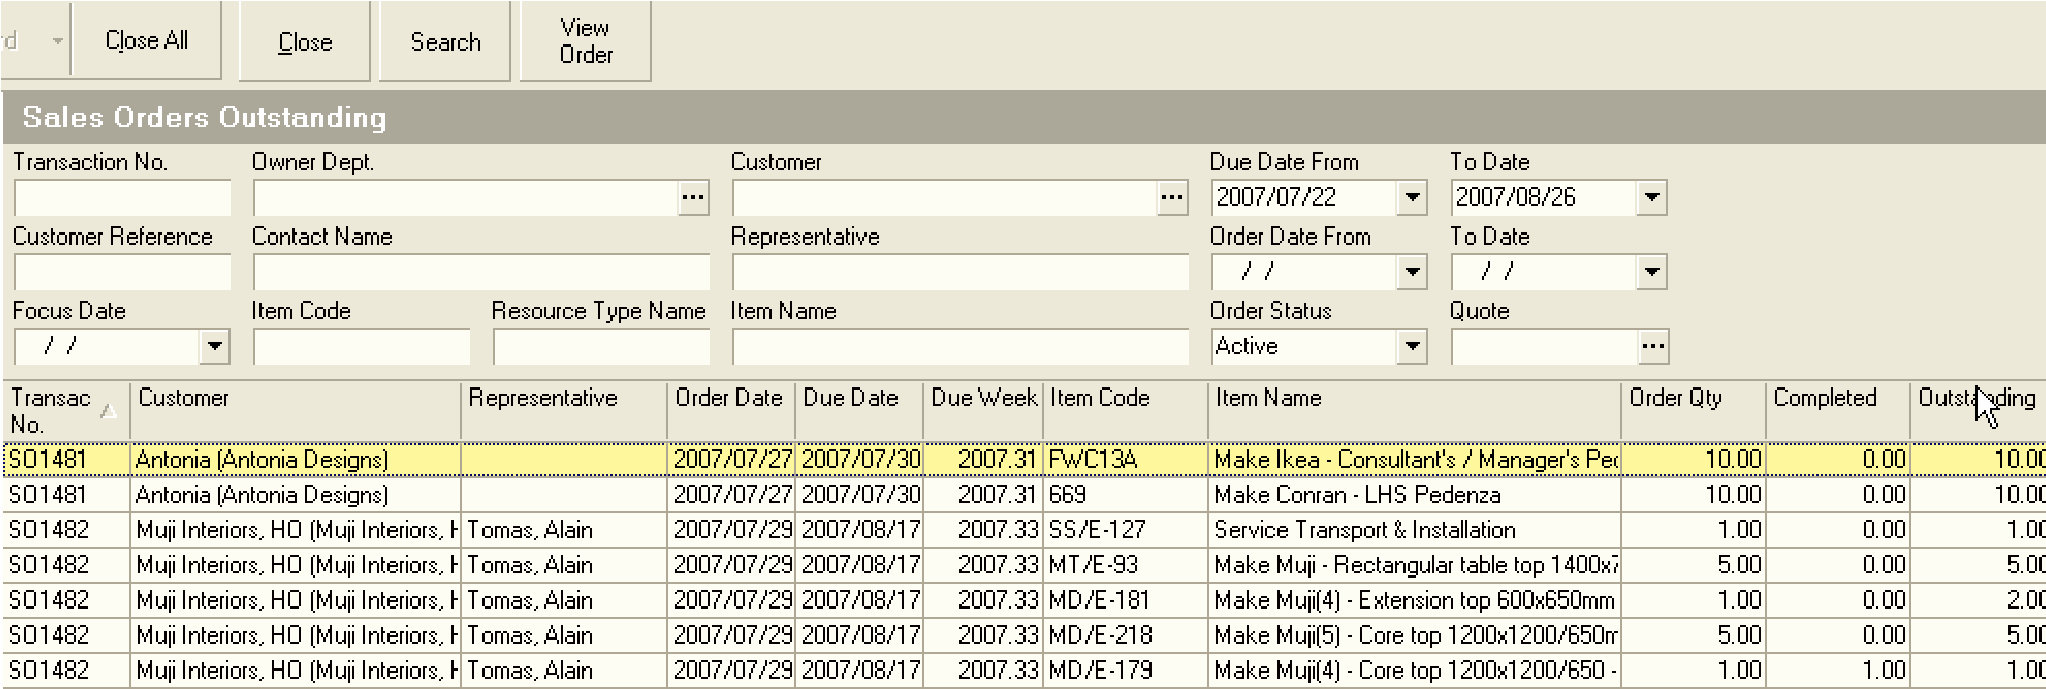 Close All Close Search View Order
Sales Orders Outstanding
Transaction No. Owner Dept. Customer Due Date From To Date
... ... 2007/07/22 2007/08/26
Customer Reference Contact Name Representative Order Date From To Date
/ / / /
Focus Date Item Code Resource Type Name Item Name Order Status Quote
/ / Active ...
Transac No. Customer Representative Order Date Due Date Due Week Item Code Item Name Order Qty Completed Outstanding
SO1481 Antonia (Antonia Designs) 2007/07/27 2007/07/30 2007.31 FWC13A Make Ikea - Consultant's / Manager's 10.00 0.00 10.00
SO1481 Antonia (Antonia Designs) 2007/07/27 2007/07/30 2007.31 669 Make Conran - LHS Pedenza 10.00 0.00 10.00
SO1482 Muji Interiors, HO (Muji Interiors, Tomas, Alain 2007/07/29 2007/08/17 2007.33 SS/E-127 Service Transport & Installation 1.00 0.00 1.00
SO1482 Muji Interiors, HO (Muji Interiors, Tomas, Alain 2007/07/29 2007/08/17 2007.33 MT/E-93 Make Muji - Rectangular table top 5.00 0.00 5.00
SO1482 Muji Interiors, HO (Muji Interiors, Tomas, Alain 2007/07/29 2007/08/17 2007.33 MD/E-181 Make Muji(4) - Extension top 600x650mm 1.00 0.00 2.00
SO1482 Muji Interiors, HO (Muji Interiors, Tomas, Alain 2007/07/29 2007/08/17 2007.33 MD/E-218 Make Muji(5) - Core top 1200x1200/650m 5.00 0.00 5.00
SO1482 Muji Interiors, HO (Muji Interiors, Tomas, Alain 2007/07/29 2007/08/17 2007.33 MD/E-179 Make Muji(4) - Core top 1200x1200/650 - 1.00 1.00 1.00